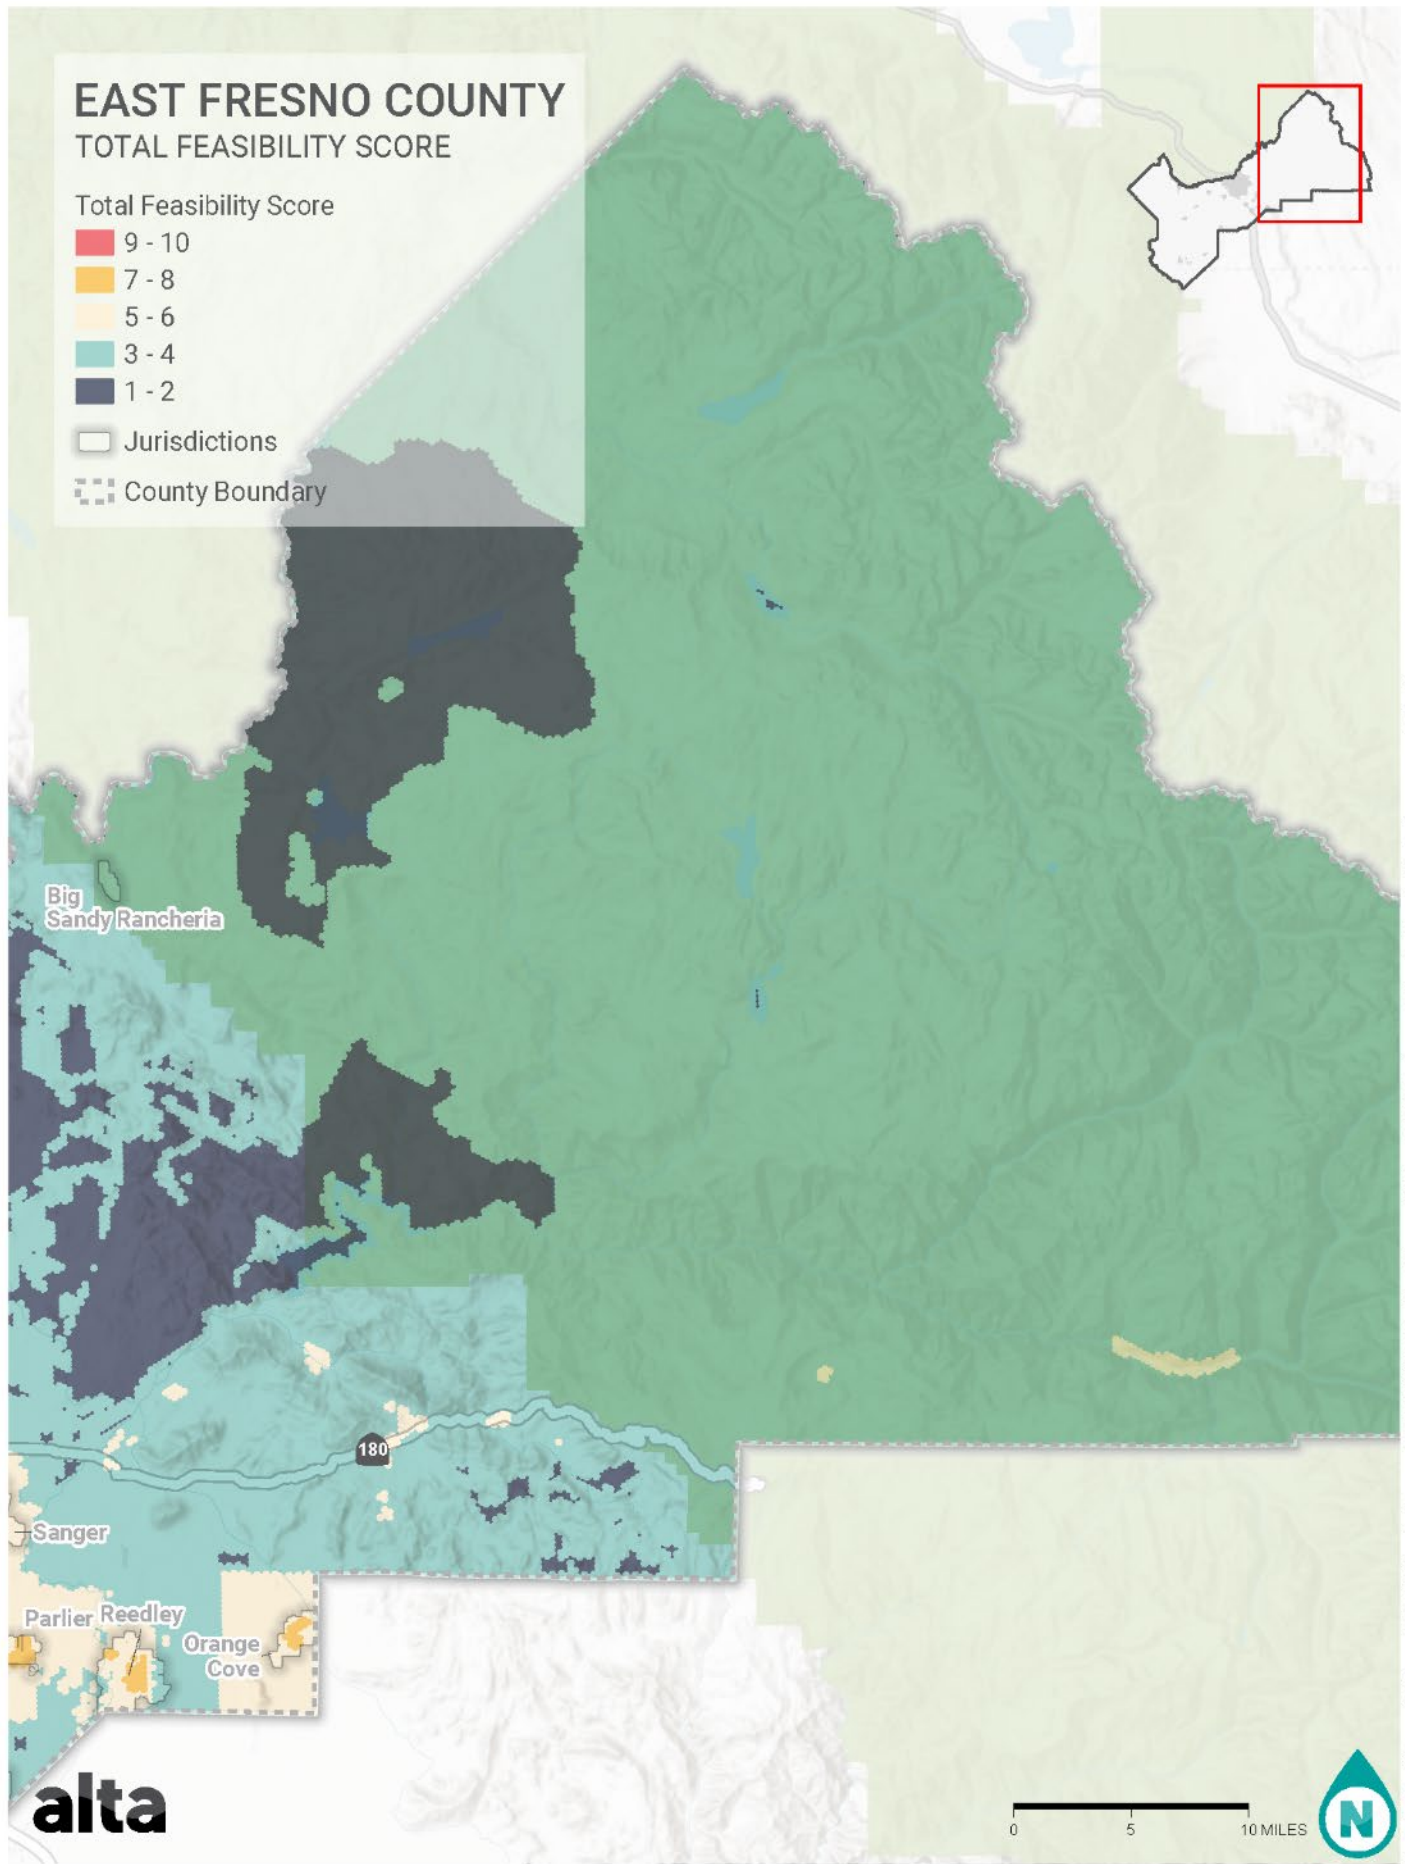 EAST FRESNO COUNTY
TOTAL FEASIBILITY SCORE
Total Feasibility Score
9 - 10
7 - 8
5 - 6
3 - 4
1 - 2
Jurisdictions
County Boundary
Big
Sandy Rancheria
180
Sanger
Parlier
Reedley
Orange
Cove
alta
0
5
10 MILES
N